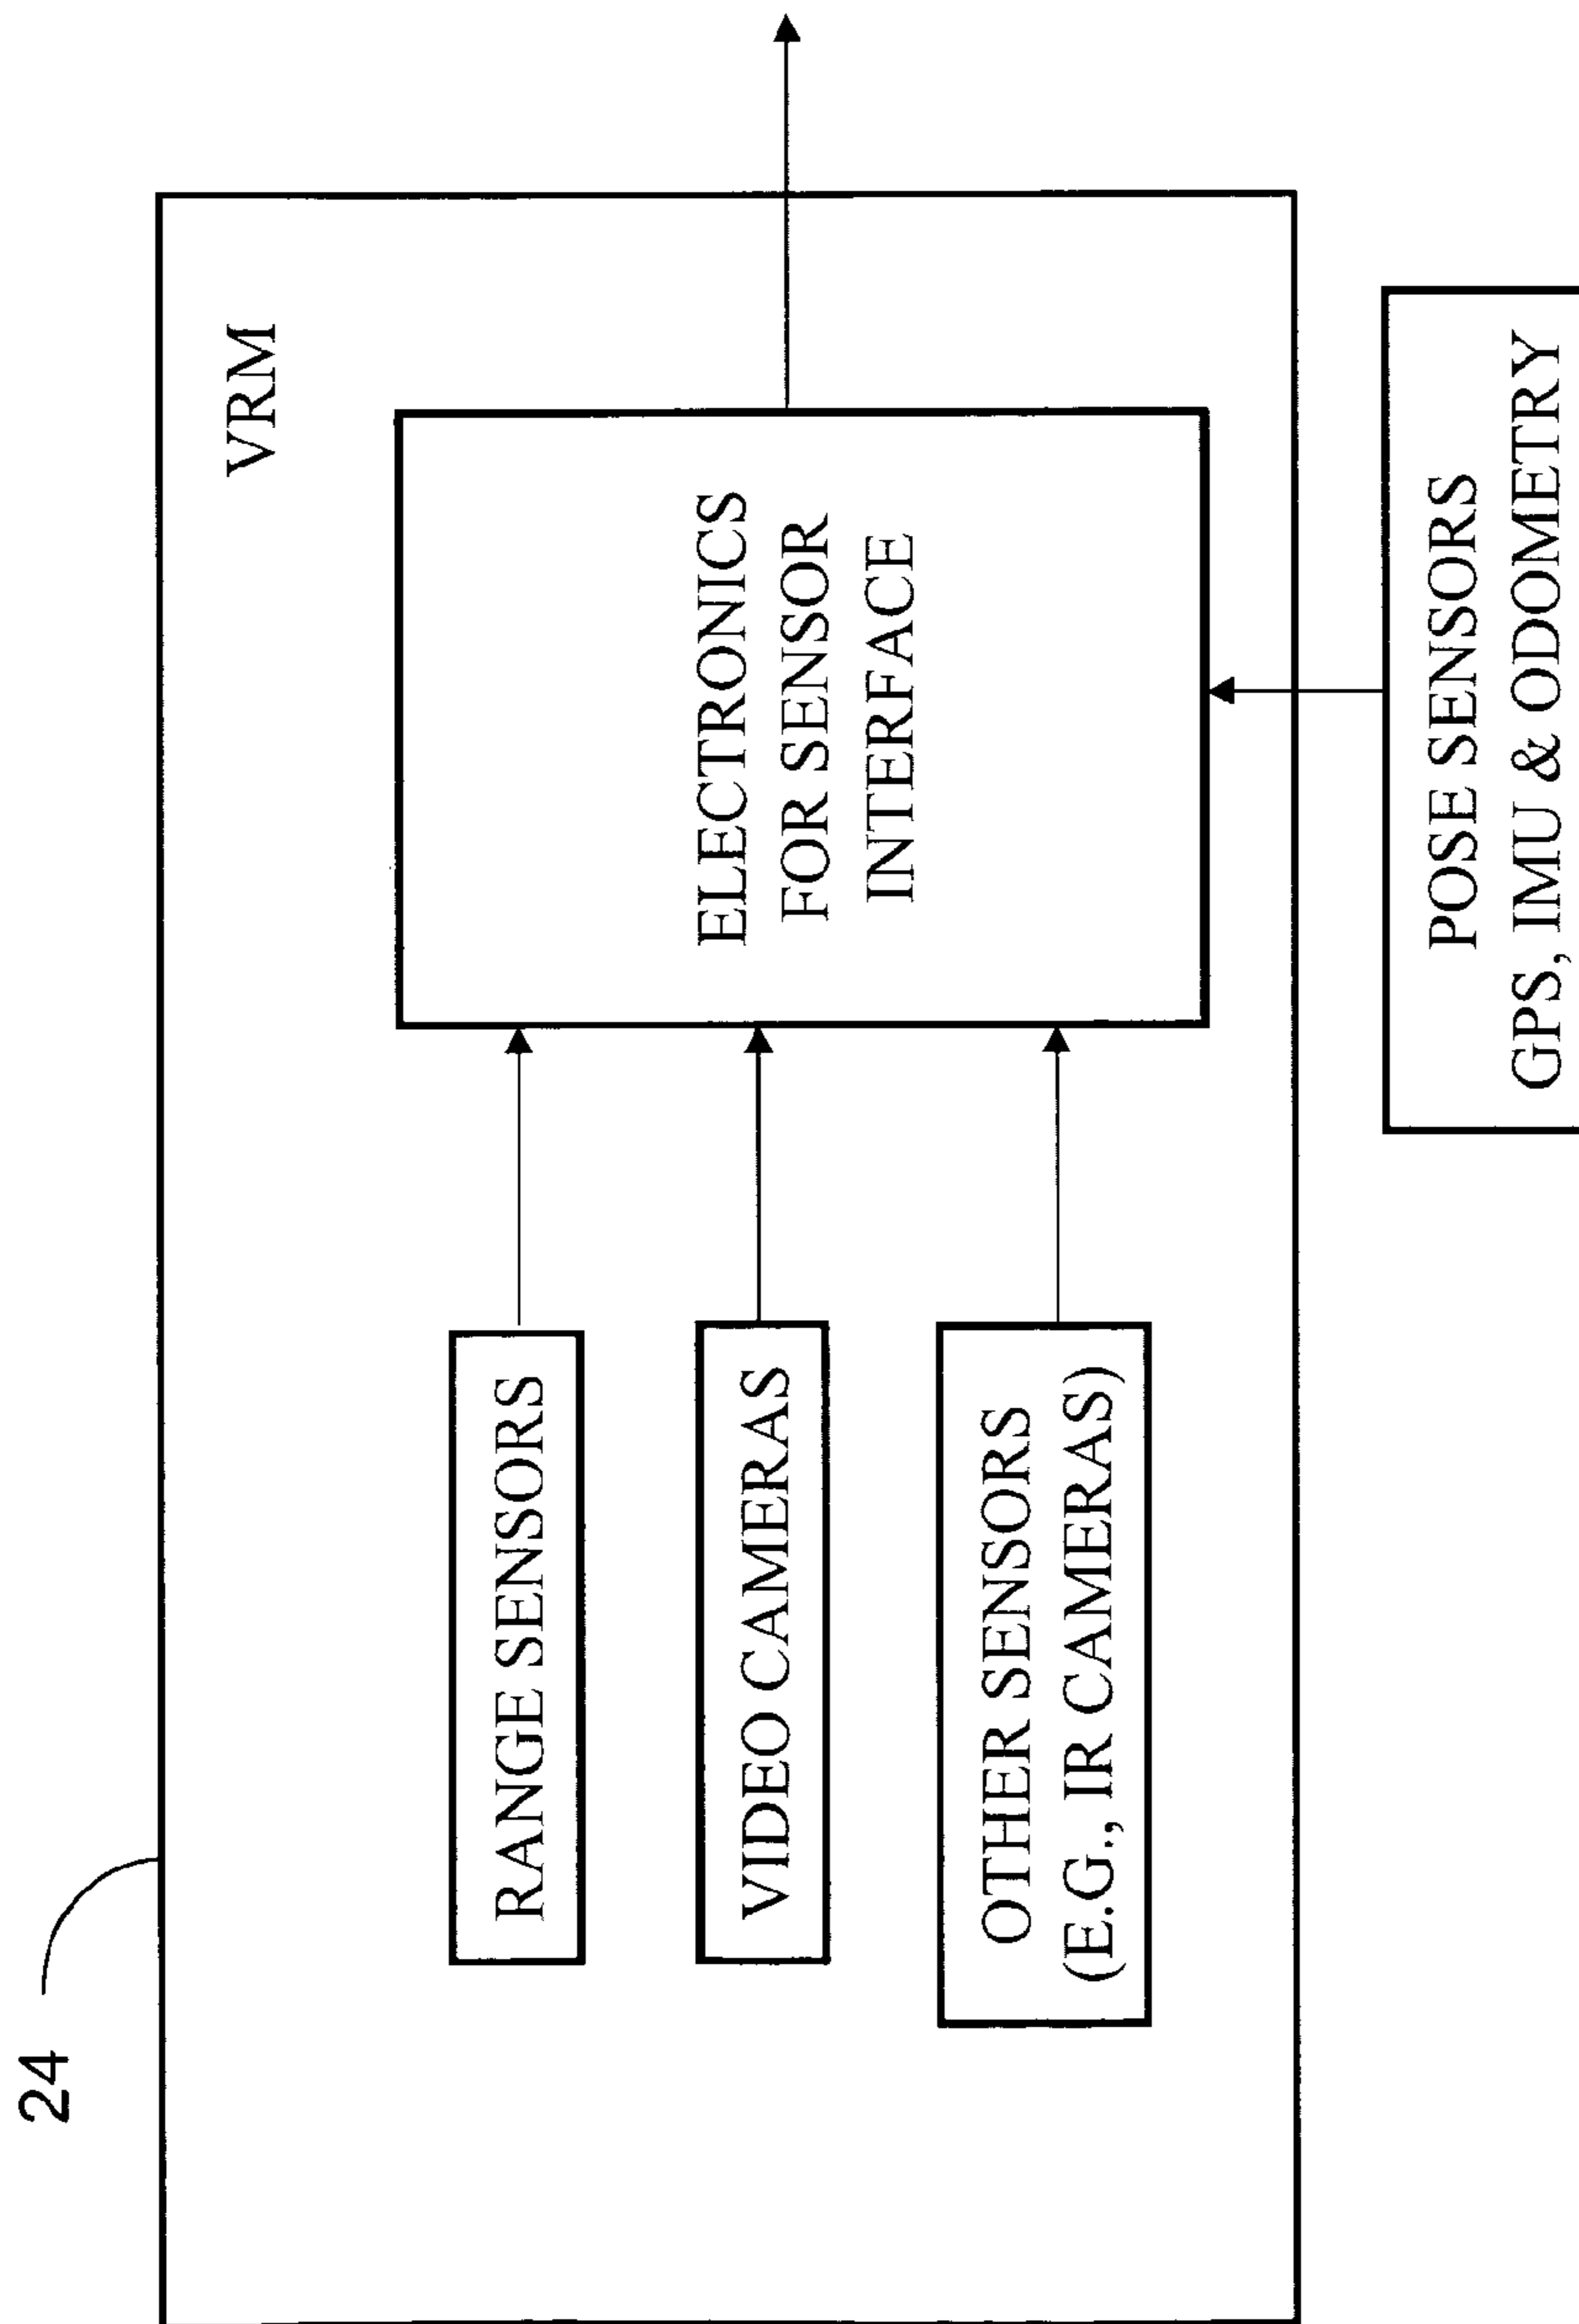 24
VRM
RANGE SENSORS
VIDEO CAMERAS
OTHER SENSORS
(E.G., IR CAMERAS)
ELECTRONICS
FOR SENSOR
INTERFACE
POSE SENSORS
GPS, IMU & ODOMETRY